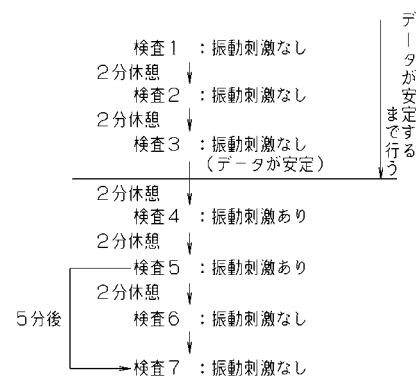 検査1 : 振動刺激なし
2分休憩
検査2 : 振動刺激なし
2分休憩
検査3 : 振動刺激なし
(データが安定)
データが安定する
まで行う
2分休憩
検査4 : 振動刺激あり
2分休憩
検査5 : 振動刺激あり
2分休憩
5分後
検査6 : 振動刺激なし
検査7 : 振動刺激なし